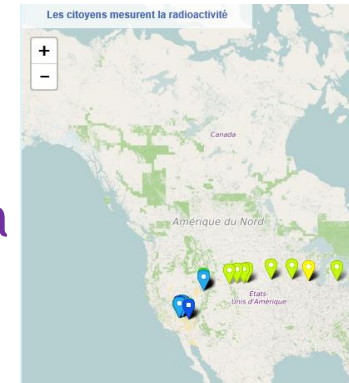 Les citoyens mesurent la radioactivité
+
−
Canada
Amérique du Nord
États-
Unis d'Amérique
a